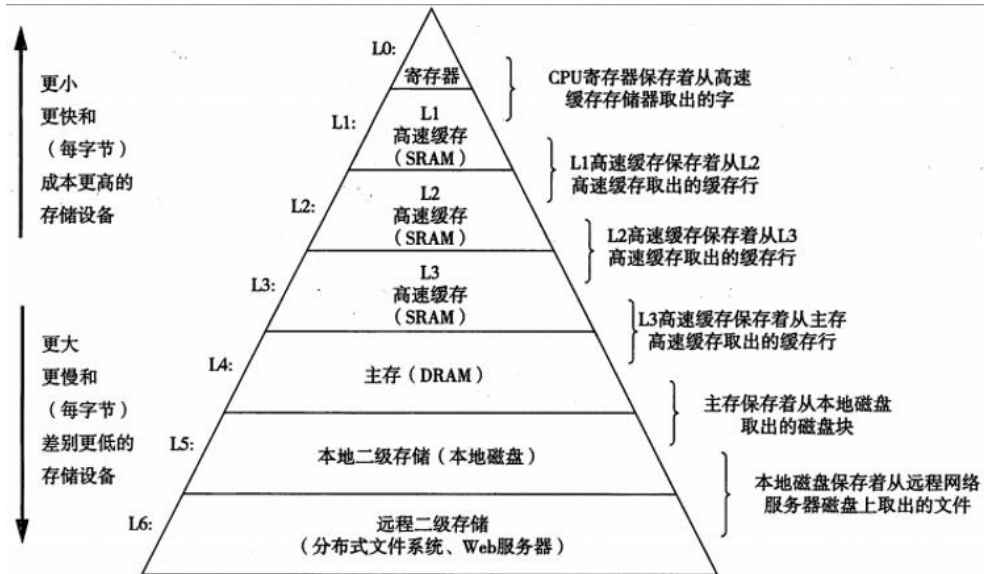 更小
更快和
（每字节）
成本更高的
存储设备
更大
更慢和
（每字节）
差别更低的
存储设备
L0:
寄存器
CPU寄存器保存着从高速
缓存存储器取出的字
L1:
L1
高速缓存
（SRAM）
L1高速缓存保存着从L2
高速缓存取出的缓存行
L2:
L2
高速缓存
（SRAM）
L2高速缓存保存着从L3
高速缓存取出的缓存行
L3:
L3
高速缓存
（SRAM）
L3高速缓存保存着从主存
高速缓存取出的缓存行
L4:
主存（DRAM）
主存保存着从本地磁盘
取出的磁盘块
L5:
本地二级存储（本地磁盘）
本地磁盘保存着从远程网络
服务器磁盘上取出的文件
L6:
远程二级存储
（分布式文件系统、Web服务器）